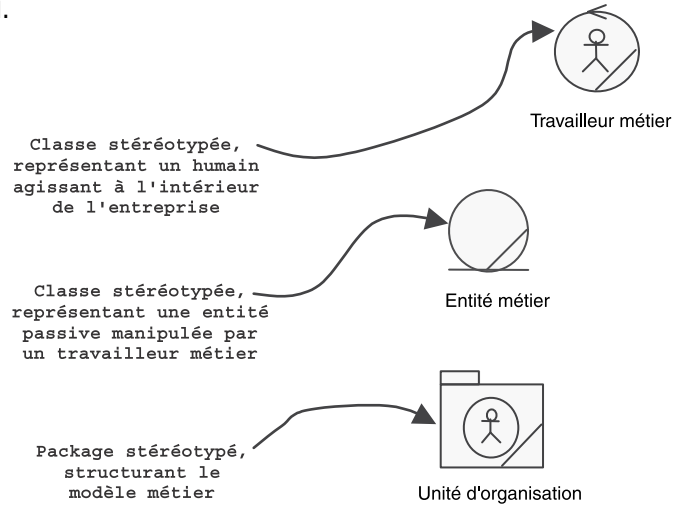 Travailleur métier
Classe stéréotypée,
représentant un humain
agissant à l'intérieur
de l'entreprise
Classe stéréotypée,
représentant une entité
passive manipulée par
un travailleur métier
Entité métier
Package stéréotypé,
structurant le
modèle métier
Unité d'organisation